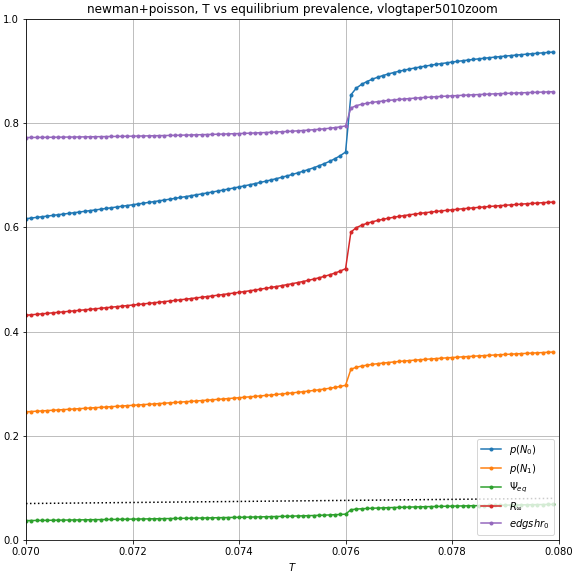 newman+poisson, T vs equilibrium prevalence, vlogtaper5010zoom
1.0
0.8
0.6
0.4
0.2
0.0
p(N₀)
p(N₁)
Ψeq
R∞
edgshr₀
0.070 0.072 0.074 0.076 0.078 0.080
T